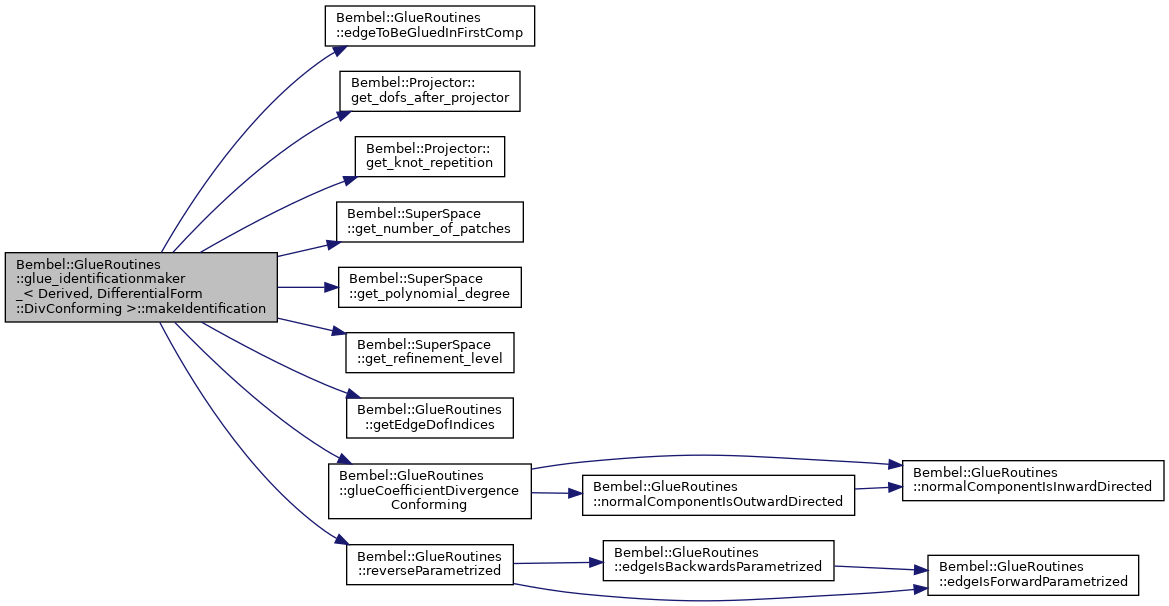 Bembel::GlueRoutines
::edgeToBeGluedInFirstComp
Bembel::Projector::
get_dofs_after_projector
Bembel::Projector::
get_knot_repetition
Bembel::SuperSpace
::get_number_of_patches
Bembel::GlueRoutines
::glue_identificationmaker
_< Derived, DifferentialForm
::DivConforming >::makeIdentification
Bembel::SuperSpace
::get_polynomial_degree
Bembel::SuperSpace
::get_refinement_level
Bembel::GlueRoutines
::getEdgeDofIndices
Bembel::GlueRoutines
::glueCoefficientDivergence
Conforming
Bembel::GlueRoutines
::normalComponentIsOutwardDirected
Bembel::GlueRoutines
::normalComponentIsInwardDirected
Bembel::GlueRoutines
::reverseParametrized
Bembel::GlueRoutines
::edgeIsBackwardsParametrized
Bembel::GlueRoutines
::edgeIsForwardParametrized